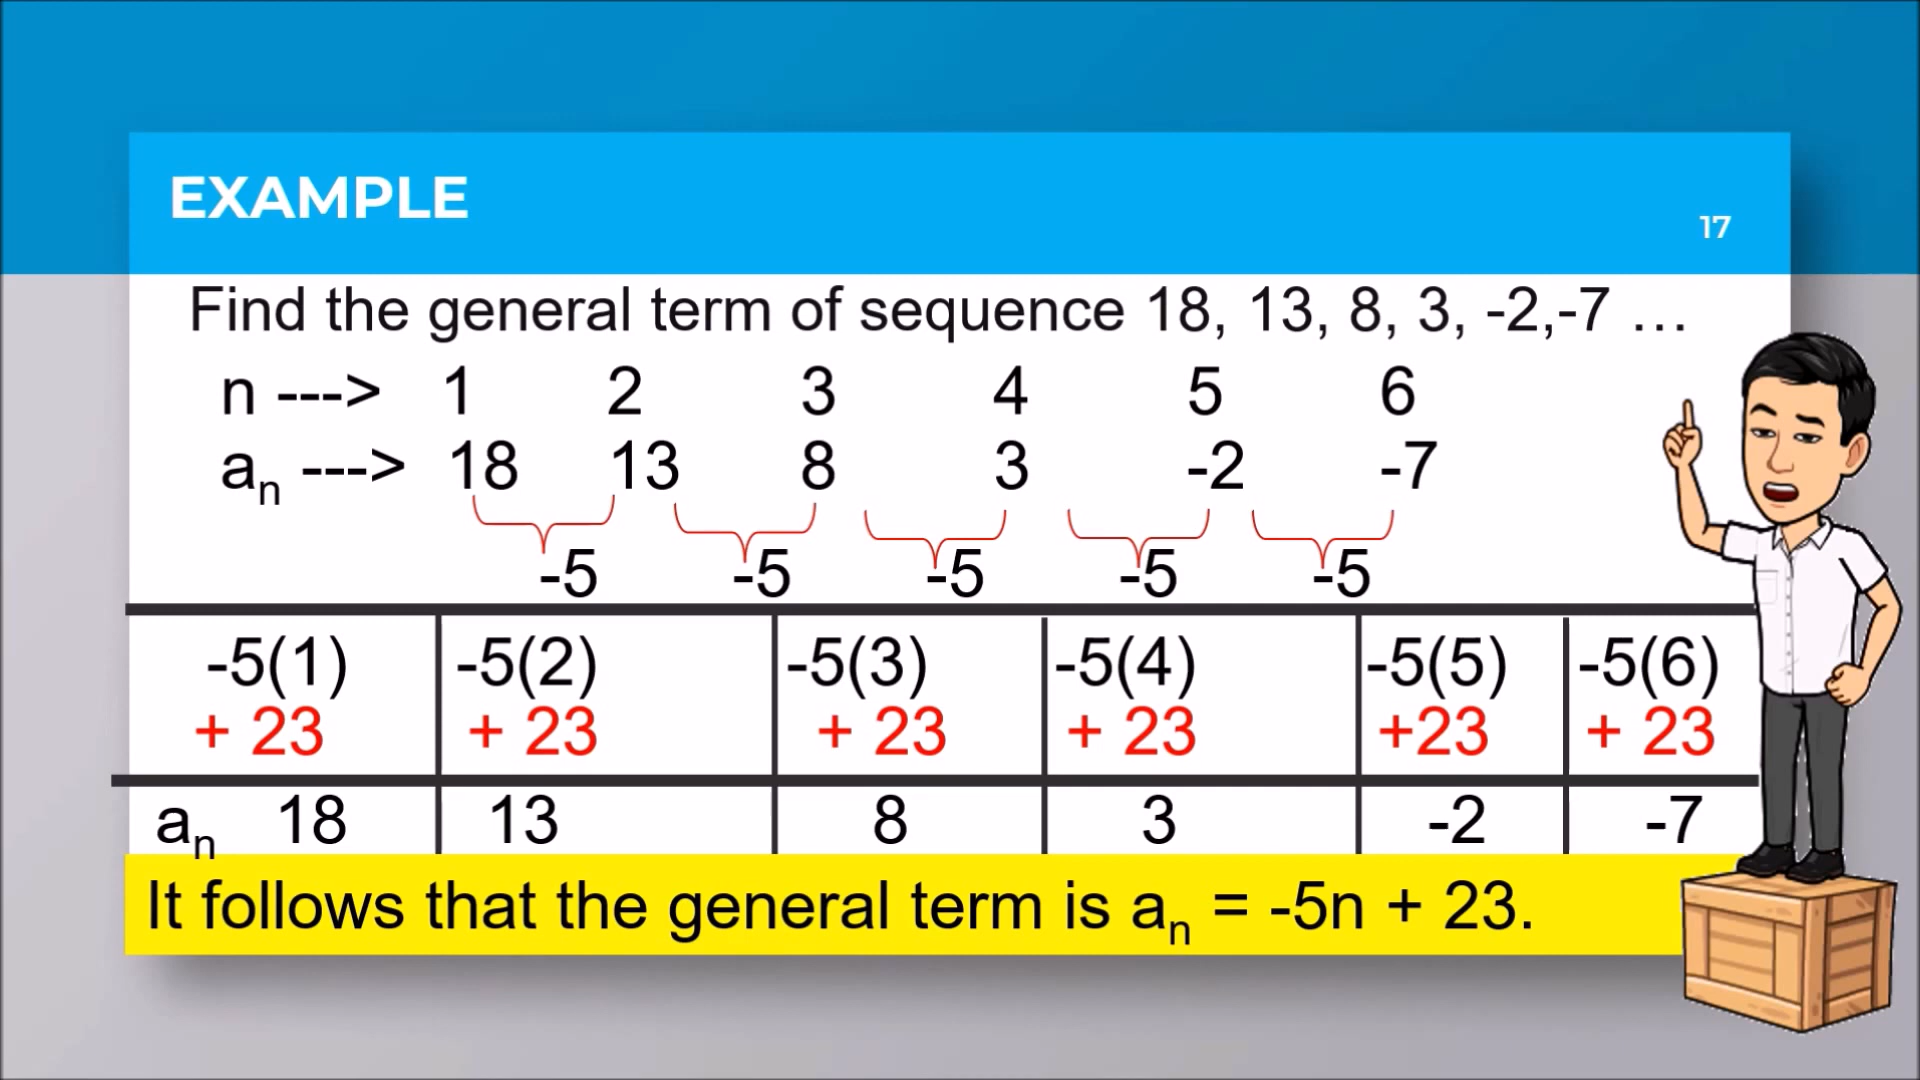 EXAMPLE
17
Find the general term of sequence 18, 13, 8, 3, -2,-7 …
n ---> 1 2 3 4 5 6
an ---> 18 13 8 3 -2 -7
-5 -5 -5 -5 -5
-5(1) -5(2) -5(3) -5(4) -5(5) -5(6)
+ 23 + 23 + 23 + 23 +23 + 23
an 18 13 8 3 -2 -7
It follows that the general term is an = -5n + 23.